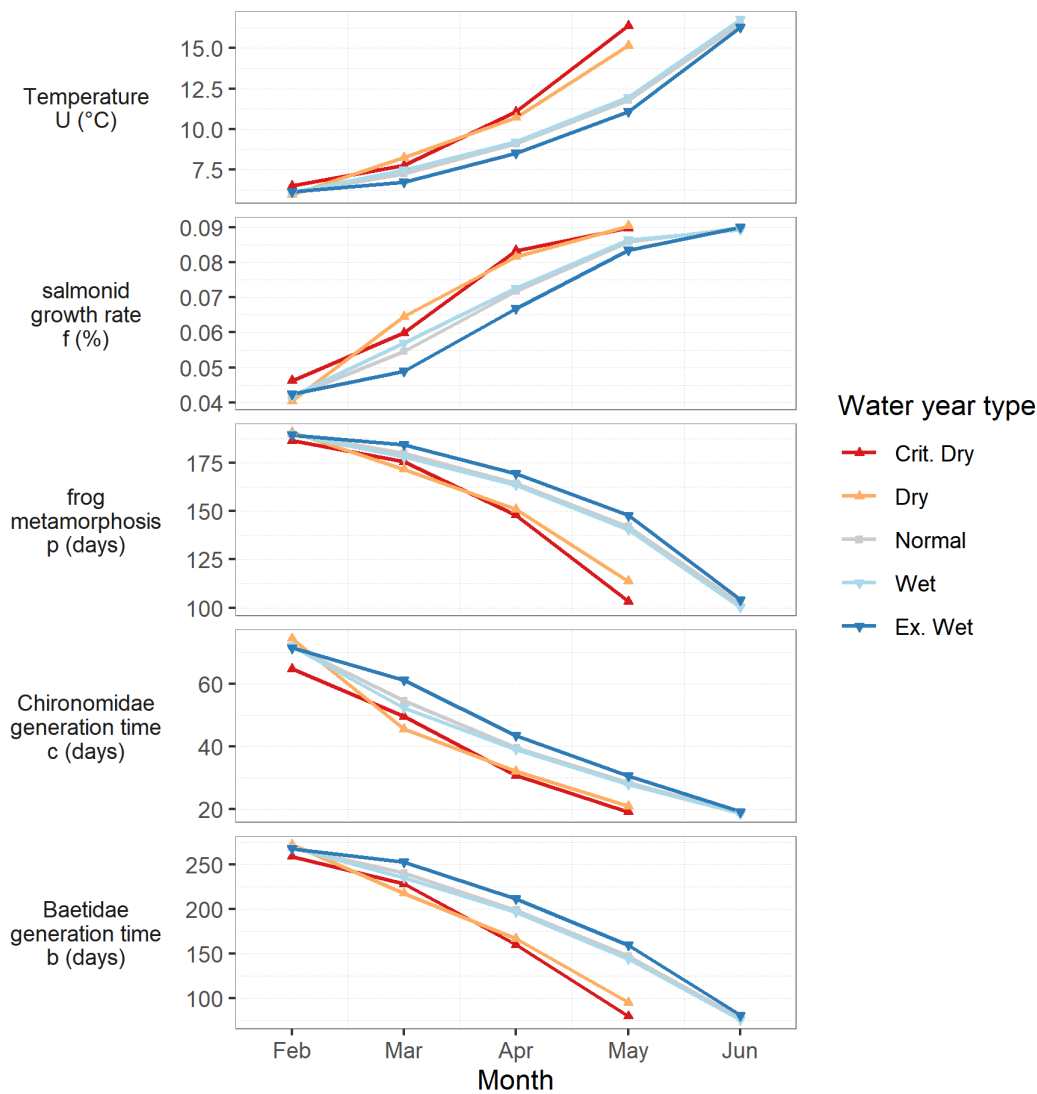 15.0
12.5
10.0
7.5
Temperature
U (°C)
0.09
0.08
0.07
0.06
0.05
0.04
salmonid
growth rate
f (%)
175
150
125
100
frog
metamorphosis
p (days)
60
40
20
Chironomidae
generation time
c (days)
250
200
150
100
Baetidae
generation time
b (days)
Feb Mar Apr May Jun
Month
Water year type
Crit. Dry
Dry
Normal
Wet
Ex. Wet